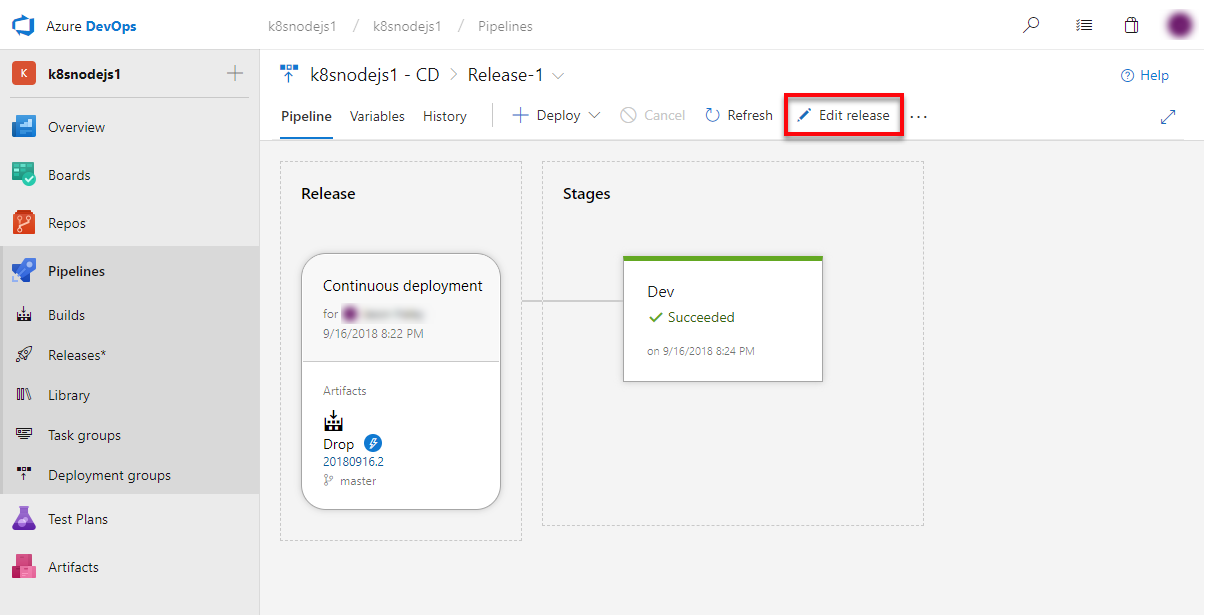 Azure DevOps
k8snodejs1 / k8snodejs1 / Pipelines
K k8snodejs1
Overview
Boards
Repos
Pipelines
Builds
Releases*
Library
Task groups
Deployment groups
Test Plans
Artifacts
k8snodejs1 - CD > Release-1
Help
Pipeline Variables History
Deploy Cancel Refresh Edit release ...
Release
Continuous deployment
for
9/16/2018 8:22 PM
Artifacts
Drop
20180916.2
master
Stages
Dev
Succeeded
on 9/16/2018 8:24 PM